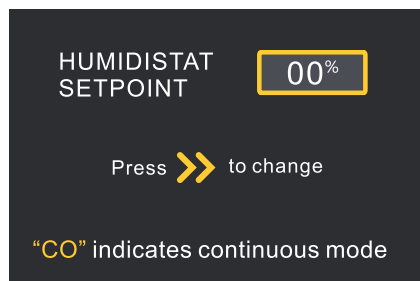 HUMIDISTAT
SETPOINT
00%
Press to change
“CO” indicates continuous mode